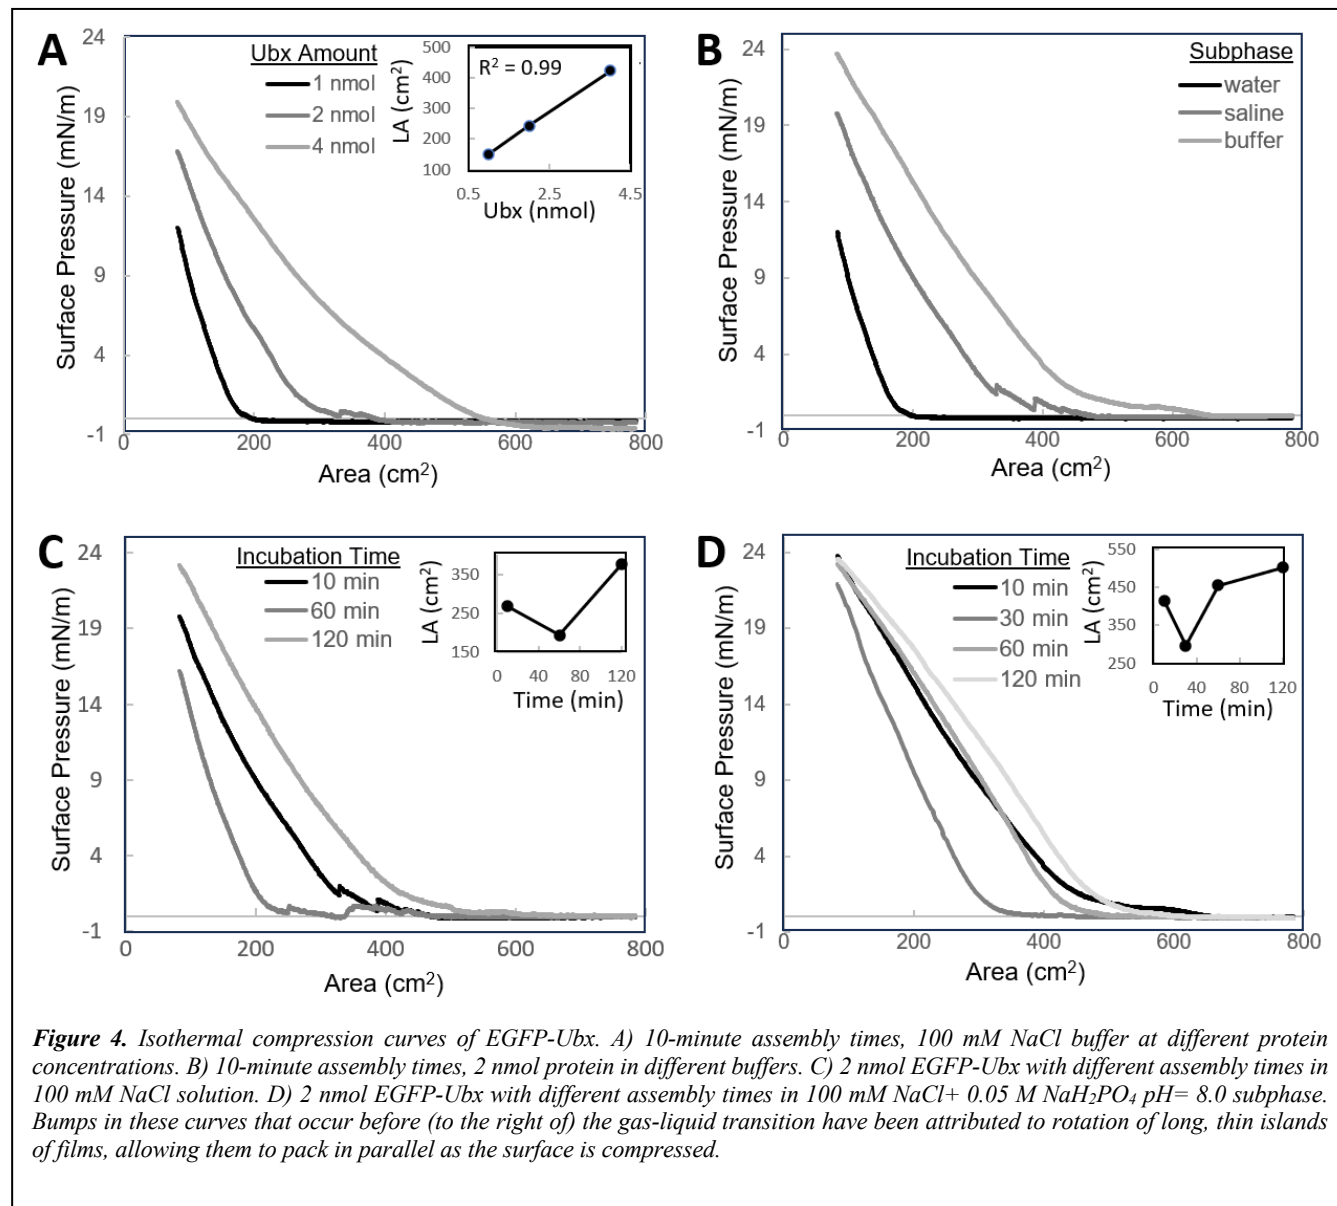 A
24
19
14
9
4
-1
Surface Pressure (mN/m)
0
200
400
600
800
Area (cm²)
Ubx Amount
1 nmol
2 nmol
4 nmol
R² = 0.99
LA (cm²)
500
400
300
200
100
0.5
2.5
4.5
Ubx (nmol)
B
24
19
14
9
4
-1
Surface Pressure (mN/m)
0
200
400
600
800
Area (cm²)
Subphase
water
saline
buffer
C
24
19
14
9
4
-1
Surface Pressure (mN/m)
0
200
400
600
800
Area (cm²)
Incubation Time
10 min
60 min
120 min
LA (cm²)
350
250
150
0
40
80
120
Time (min)
D
24
19
14
9
4
-1
Surface Pressure (mN/m)
0
200
400
600
800
Area (cm²)
Incubation Time
10 min
30 min
60 min
120 min
LA (cm²)
550
450
350
250
0
40
80
120
Time (min)
Figure 4. Isothermal compression curves of EGFP-Ubx. A) 10-minute assembly times, 100 mM NaCl buffer at different protein
concentrations. B) 10-minute assembly times, 2 nmol protein in different buffers. C) 2 nmol EGFP-Ubx with different assembly times in
100 mM NaCl solution. D) 2 nmol EGFP-Ubx with different assembly times in 100 mM NaCl+ 0.05 M NaH₂PO₄ pH= 8.0 subphase.
Bumps in these curves that occur before (to the right of) the gas-liquid transition have been attributed to rotation of long, thin islands
of films, allowing them to pack in parallel as the surface is compressed.